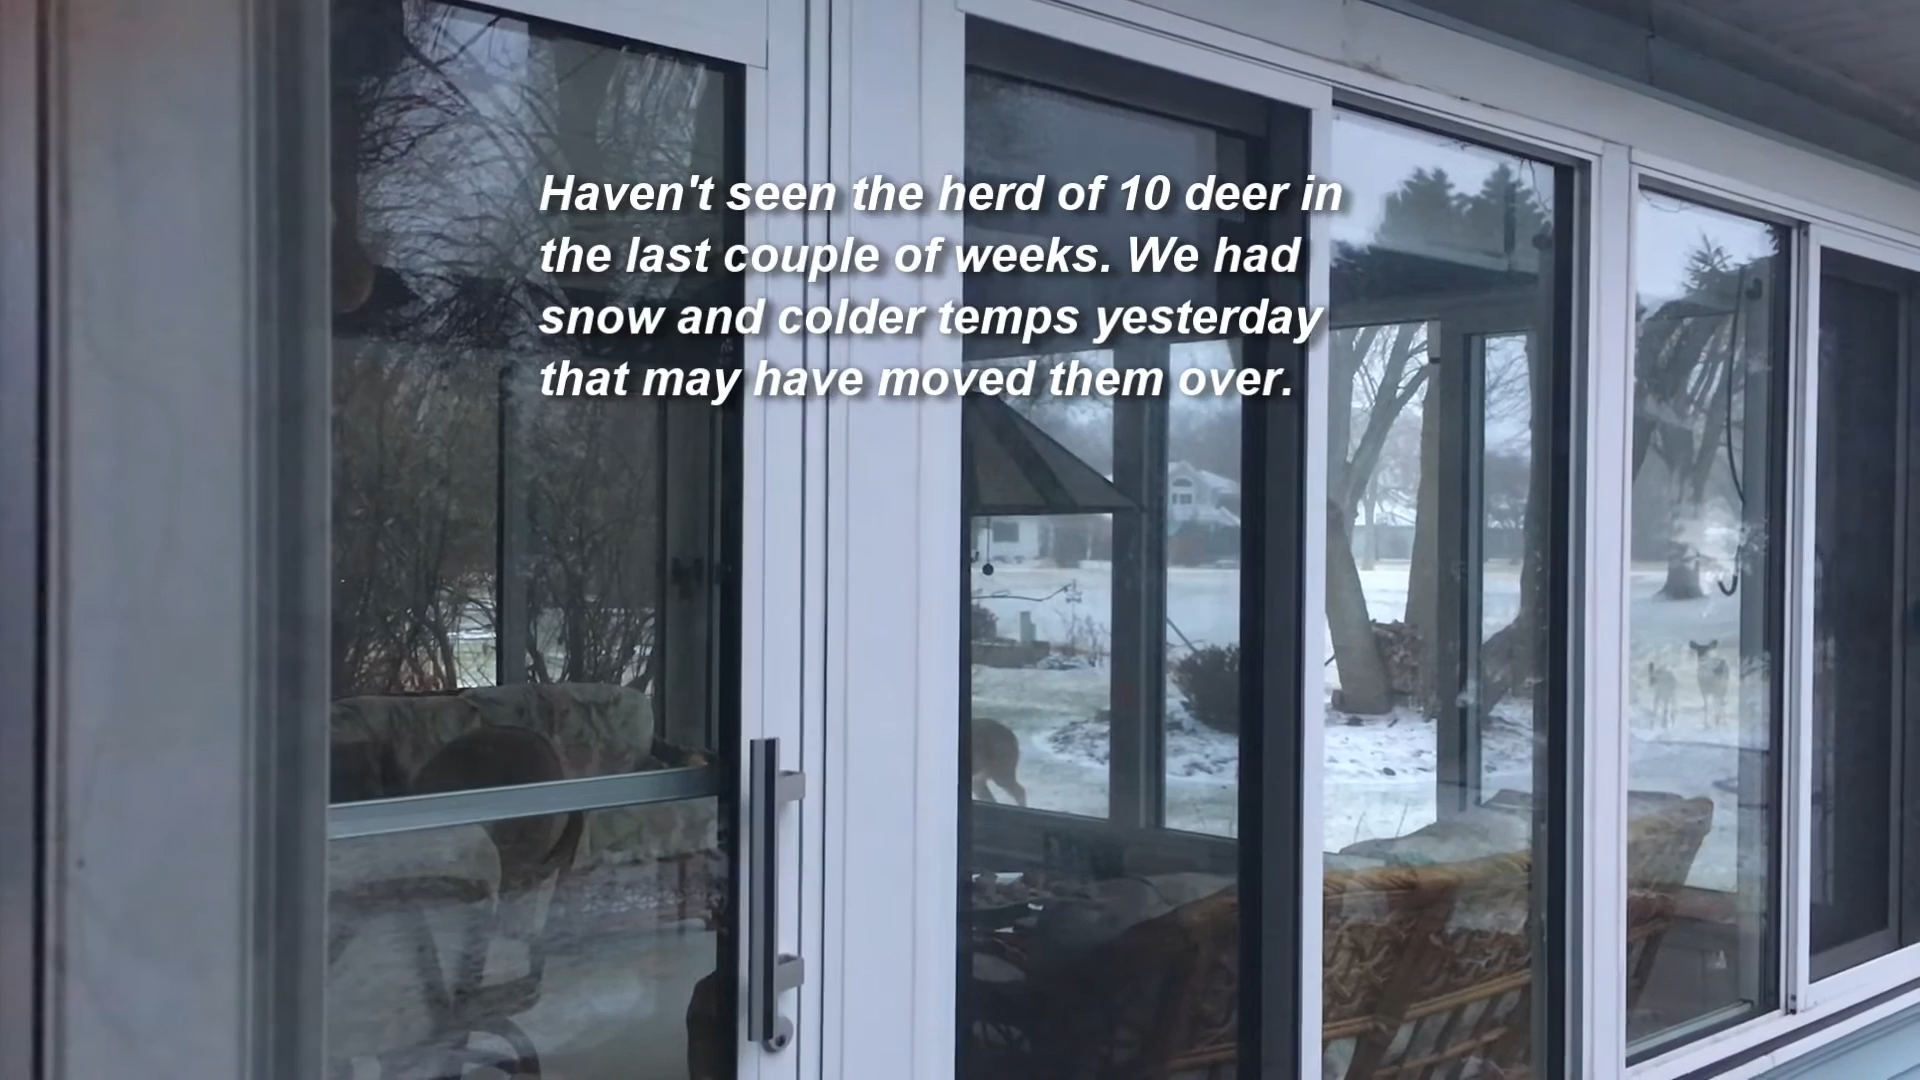 Haven't seen the herd of 10 deer in
the last couple of weeks. We had
snow and colder temps yesterday
that may have moved them over.